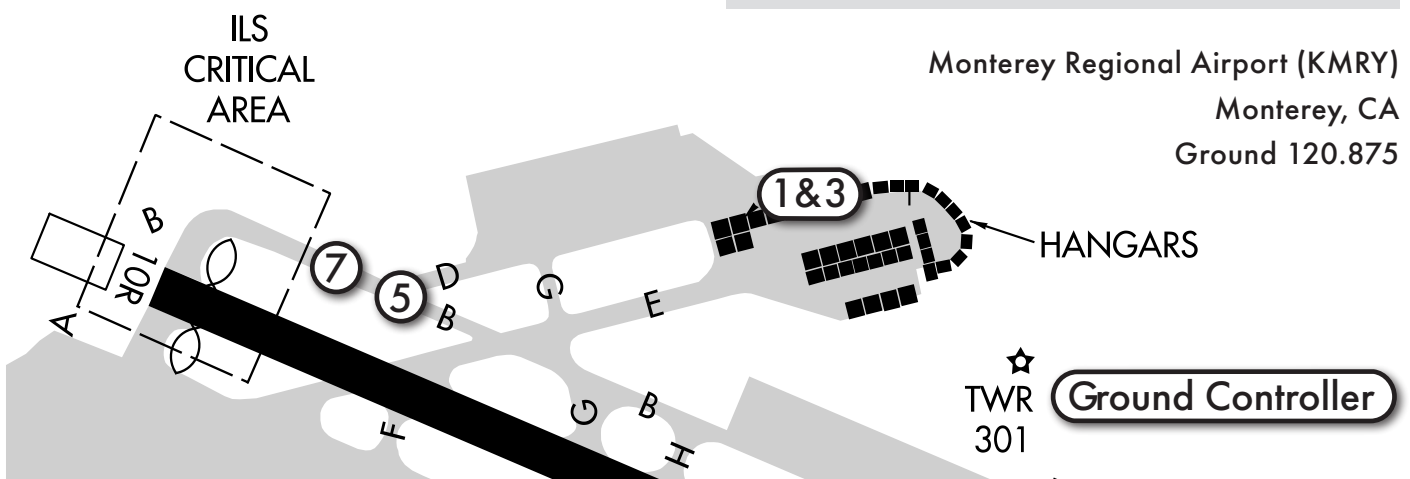 ILS
CRITICAL
AREA
Monterey Regional Airport (KMRY)
Monterey, CA
Ground 120.875
1&3
B
10R
A
7
5
D
B
G
E
HANGARS
F
G
B
H
TWR
301
Ground Controller